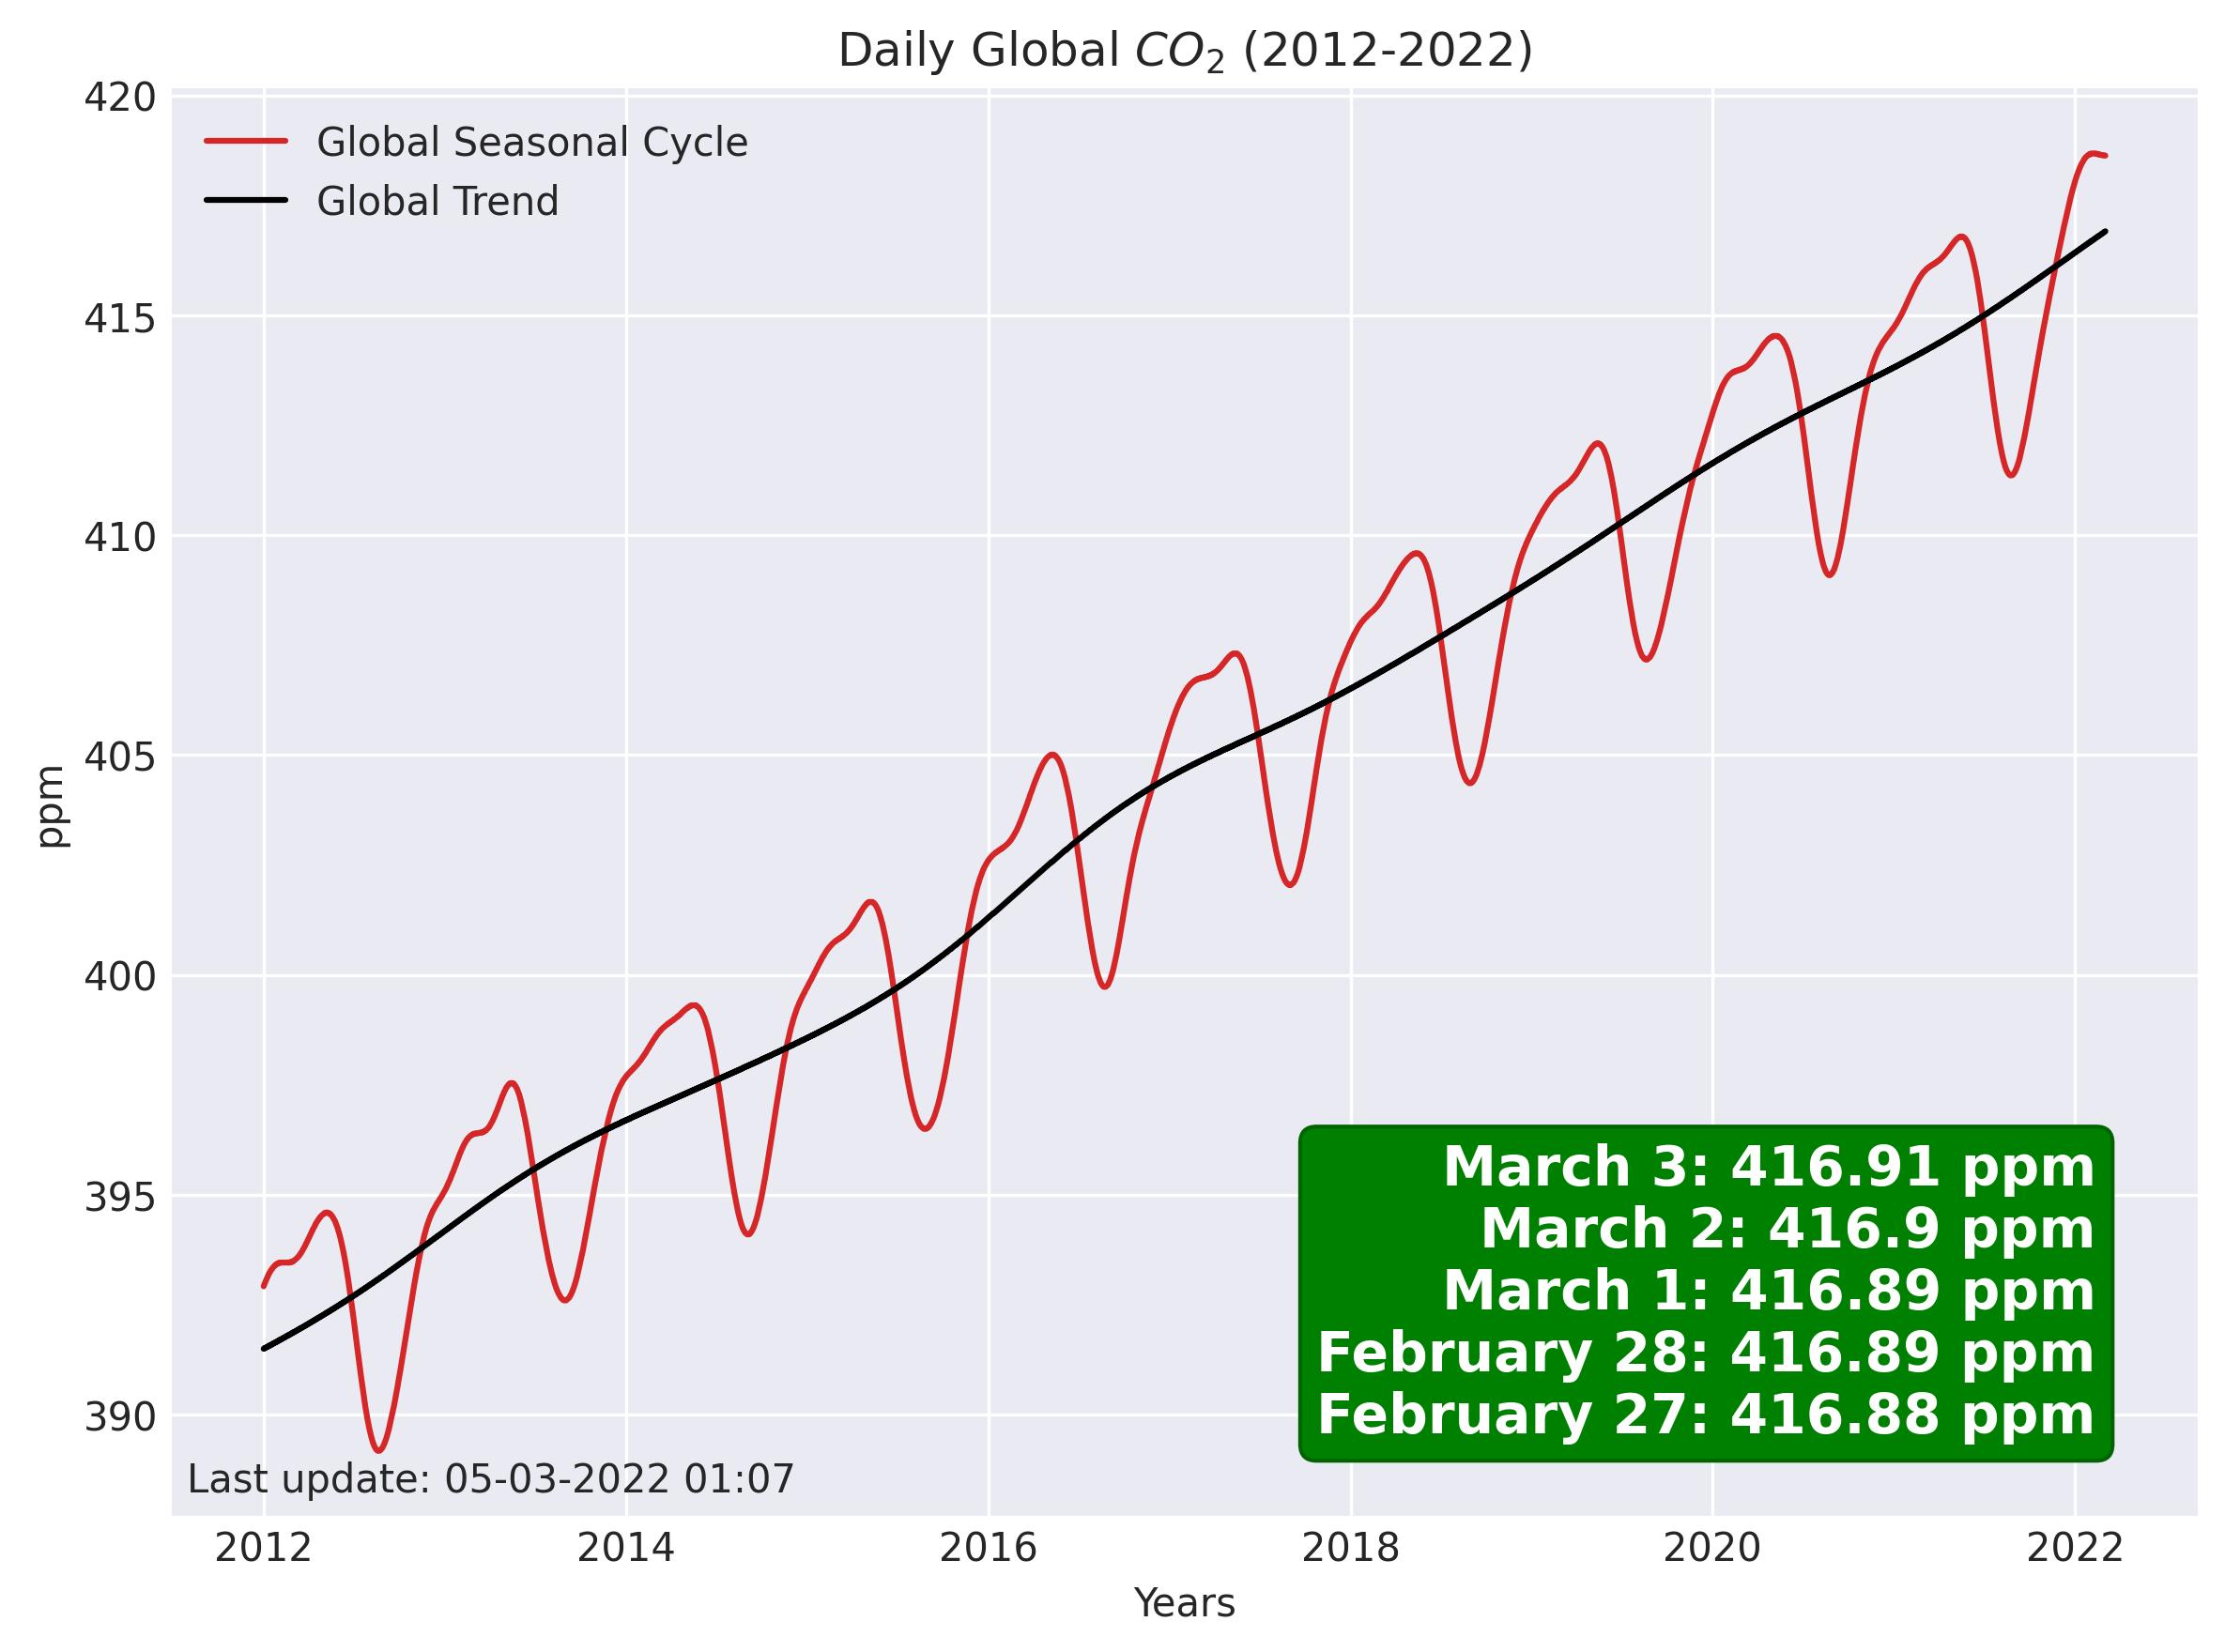 Daily Global CO₂ (2012-2022)
420
415
410
405
400
395
390
ppm
Global Seasonal Cycle
Global Trend
March 3: 416.91 ppm
March 2: 416.9 ppm
March 1: 416.89 ppm
February 28: 416.89 ppm
February 27: 416.88 ppm
Last update: 05-03-2022 01:07
2012 2014 2016 2018 2020 2022
Years